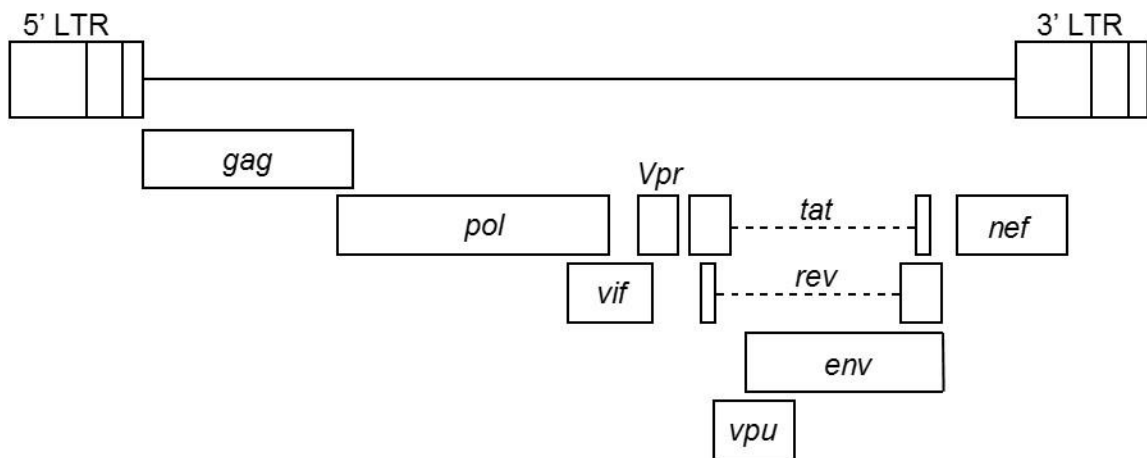 5’ LTR
3’ LTR
gag
Vpr
pol
tat
nef
vif
rev
env
vpu